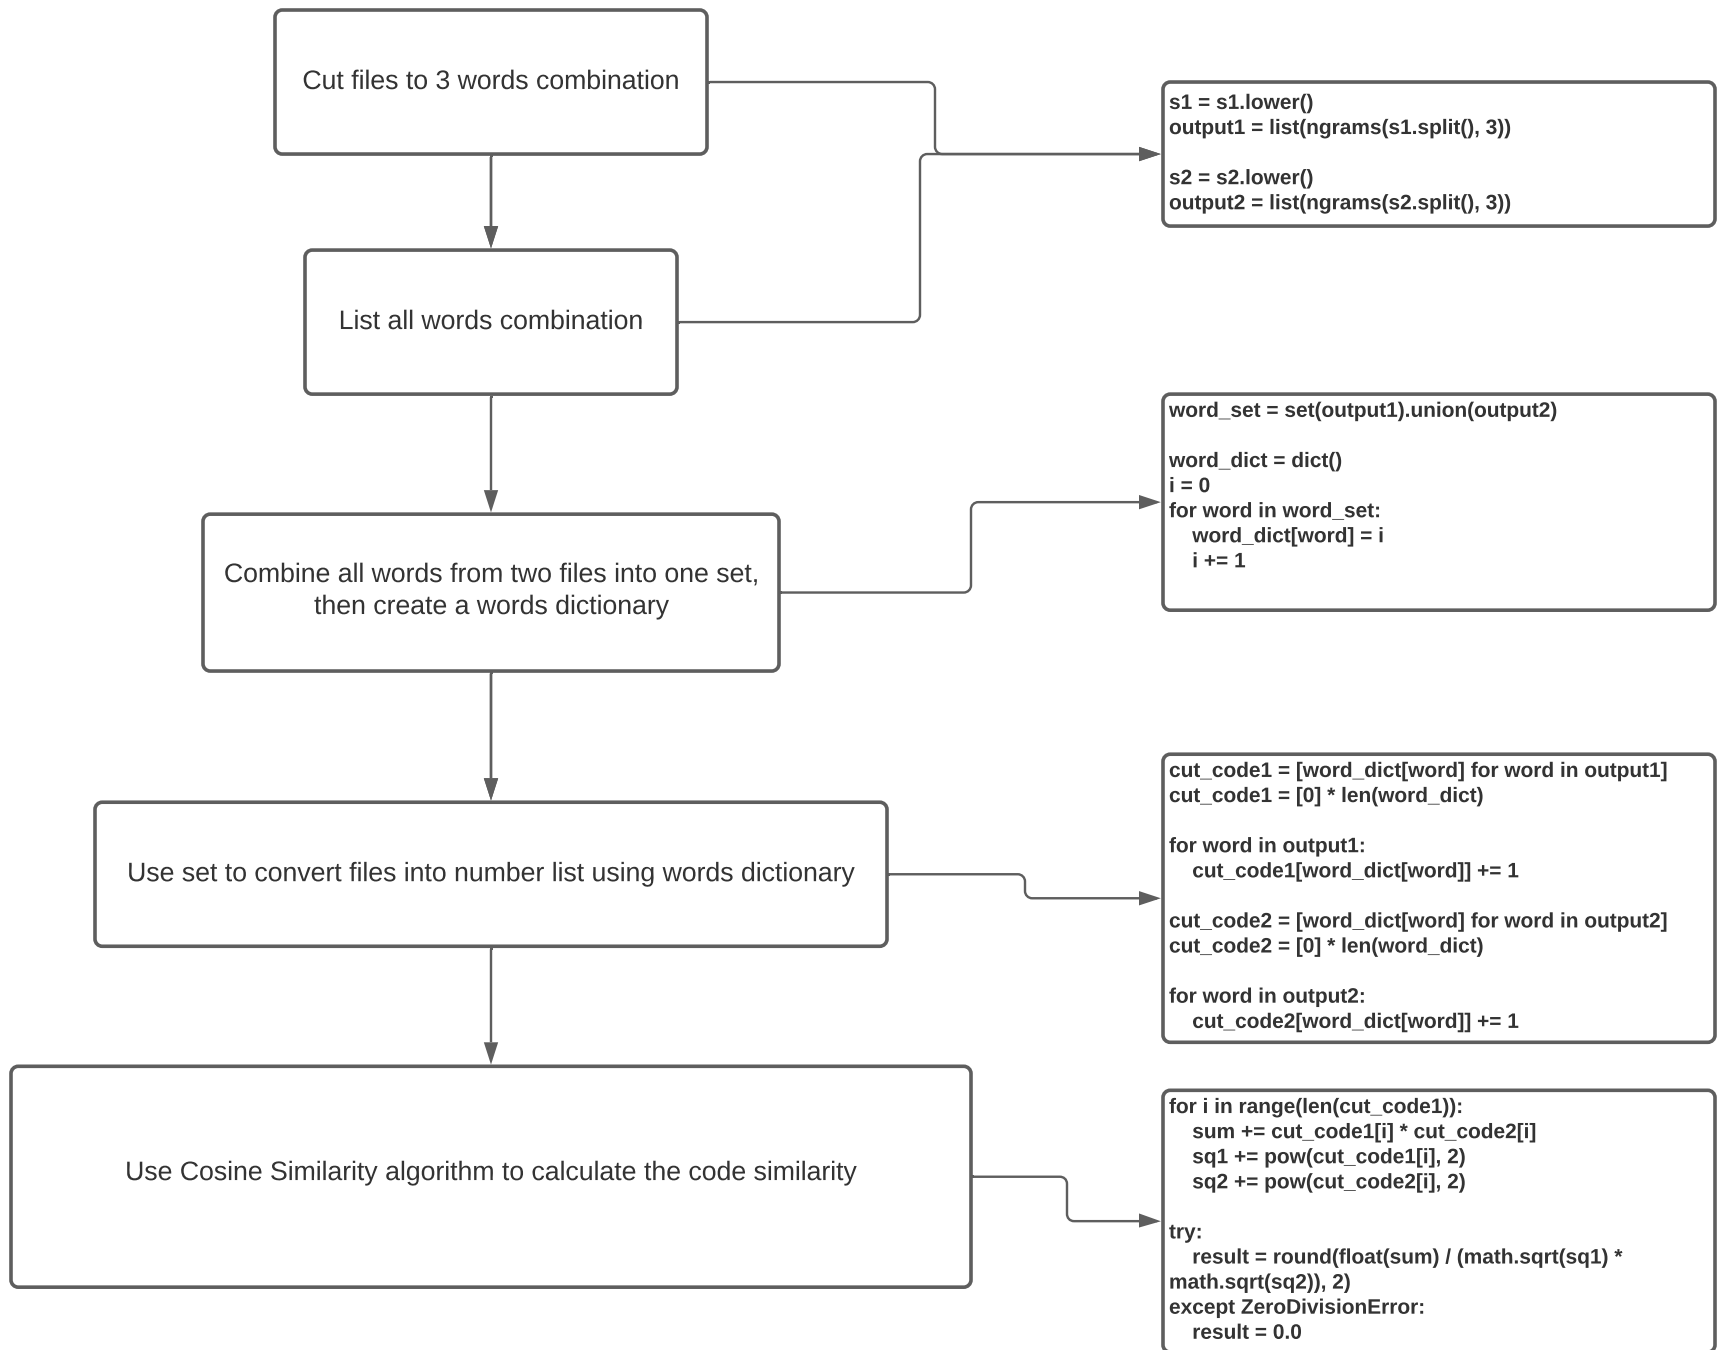 Cut files to 3 words combination
s1 = s1.lower()
output1 = list(ngrams(s1.split(), 3))
s2 = s2.lower()
output2 = list(ngrams(s2.split(), 3))
List all words combination
word_set = set(output1).union(output2)
word_dict = dict()
i = 0
for word in word_set:
    word_dict[word] = i
    i += 1
Combine all words from two files into one set,
then create a words dictionary
cut_code1 = [word_dict[word] for word in output1]
cut_code1 = [0] * len(word_dict)
for word in output1:
    cut_code1[word_dict[word]] += 1
cut_code2 = [word_dict[word] for word in output2]
cut_code2 = [0] * len(word_dict)
for word in output2:
    cut_code2[word_dict[word]] += 1
Use set to convert files into number list using words dictionary
Use Cosine Similarity algorithm to calculate the code similarity
for i in range(len(cut_code1)):
    sum += cut_code1[i] * cut_code2[i]
    sq1 += pow(cut_code1[i], 2)
    sq2 += pow(cut_code2[i], 2)
try:
    result = round(float(sum) / (math.sqrt(sq1) *
math.sqrt(sq2)), 2)
except ZeroDivisionError:
    result = 0.0